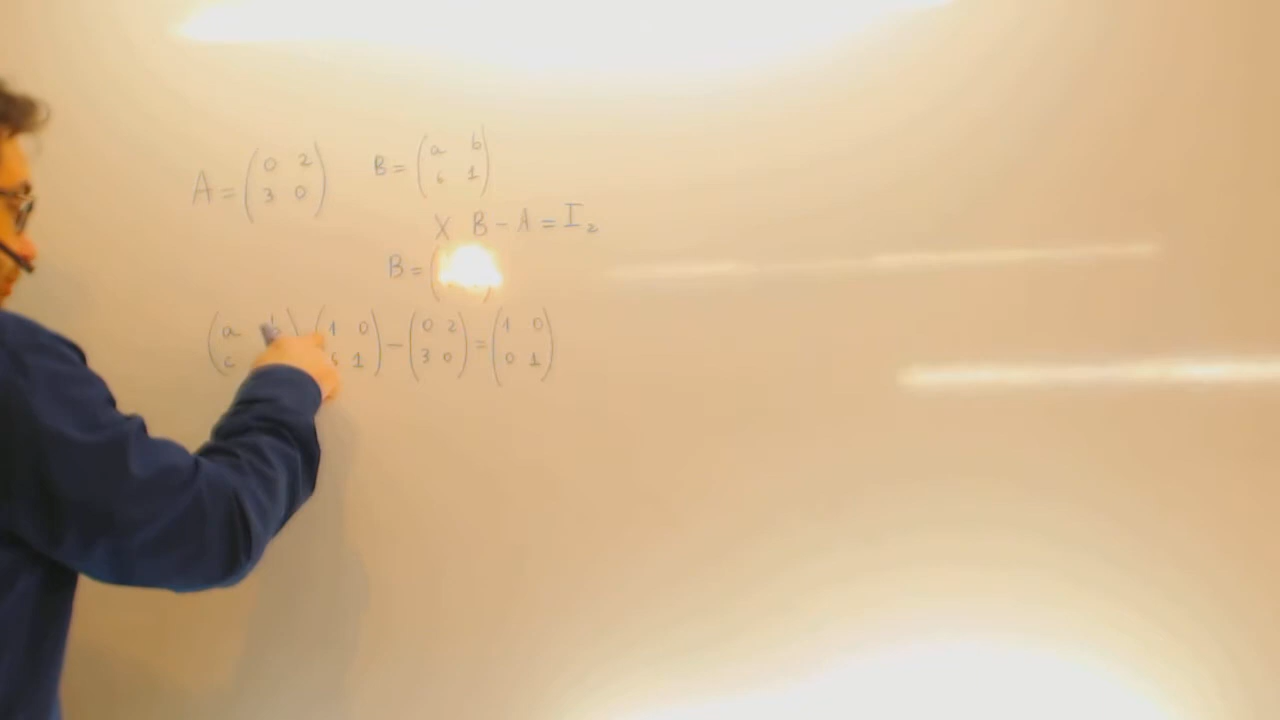 A = ( 0 2 3 0 ) B = ( a b 6 1 )
X B - A = I₂
B = (
( a b c ) ( 1 0 6 1 ) - ( 0 2 3 0 ) = ( 1 0 0 1 )